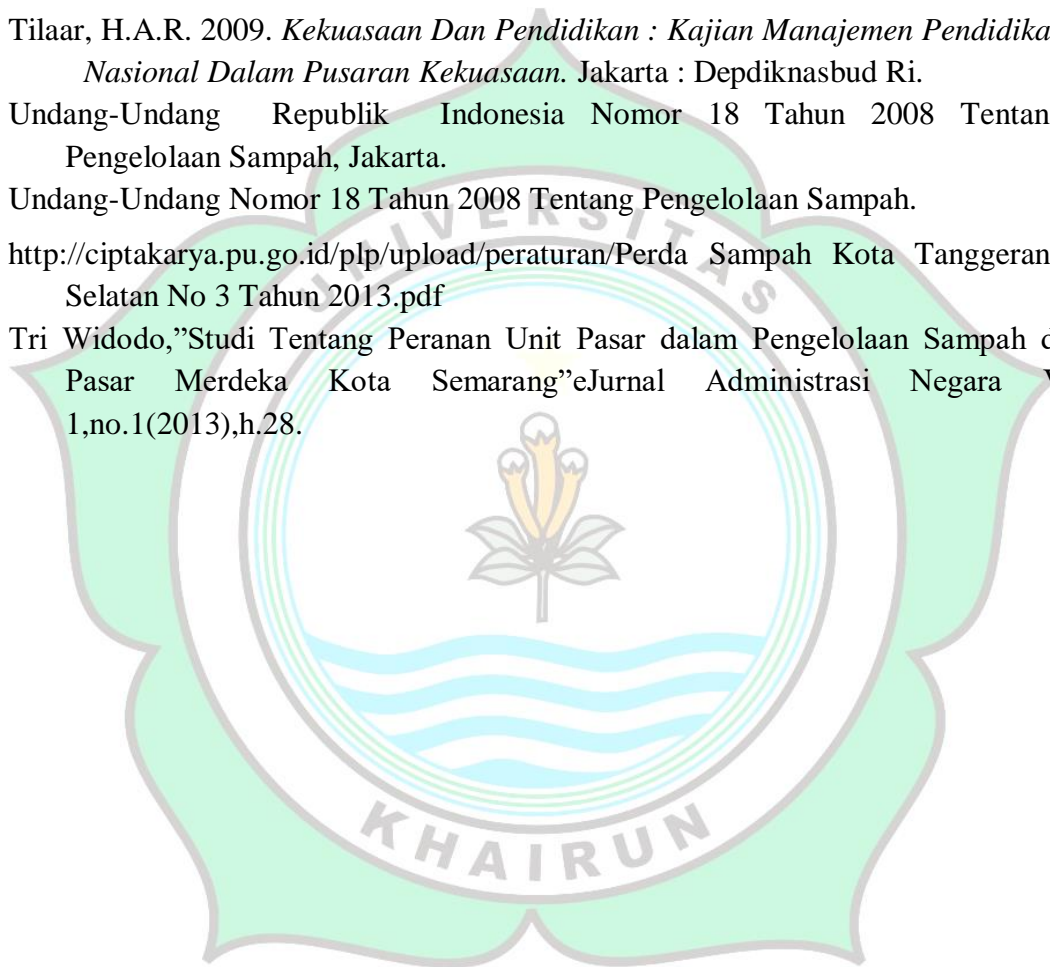 Tilaar, H.A.R. 2009. Kekuasaan Dan Pendidikan : Kajian Manajemen Pendidika
Nasional Dalam Pusaran Kekuasaan. Jakarta : Depdiknasbud Ri.
Undang-Undang Republik Indonesia Nomor 18 Tahun 2008 Tentan
Pengelolaan Sampah, Jakarta.
Undang-Undang Nomor 18 Tahun 2008 Tentang Pengelolaan Sampah.
http://ciptakarya.pu.go.id/plp/upload/peraturan/Perda Sampah Kota Tanggeran
Selatan No 3 Tahun 2013.pdf
Tri Widodo,”Studi Tentang Peranan Unit Pasar dalam Pengelolaan Sampah d
Pasar Merdeka Kota Semarang”eJurnal Administrasi Negara V
1,no.1(2013),h.28.
UNIVERSITAS
KHAIRUN